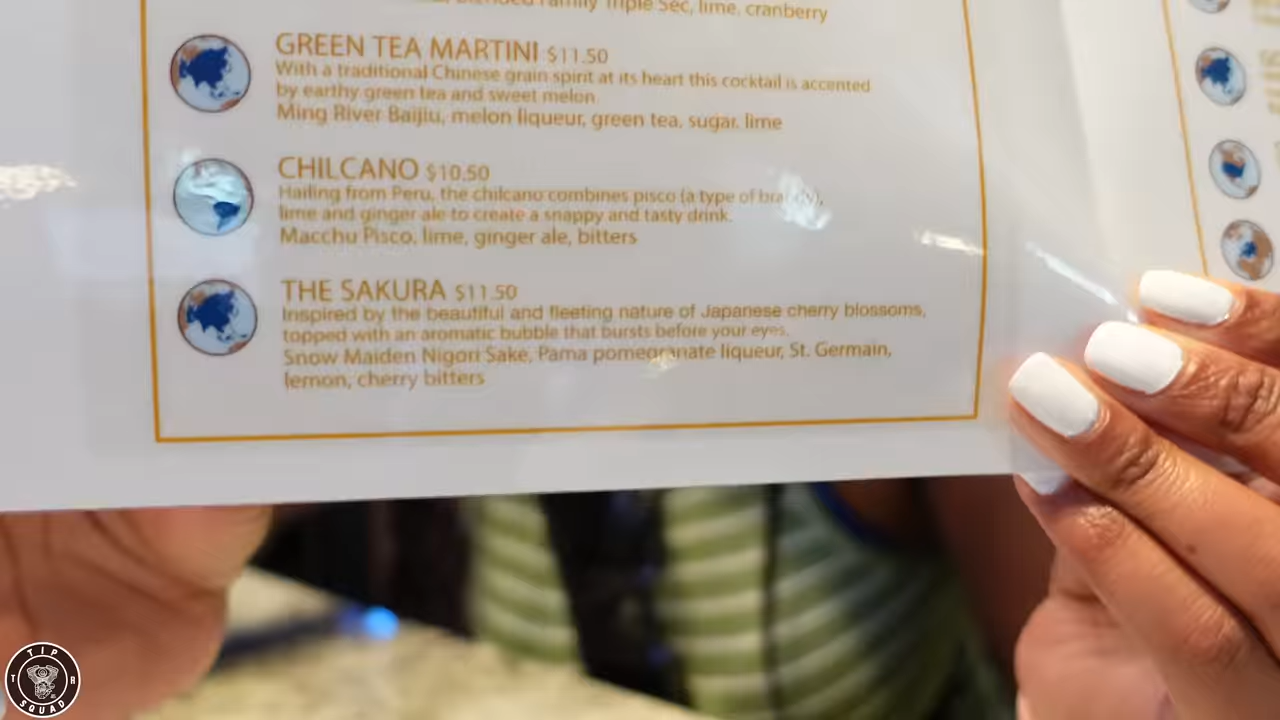 Blended Family Triple Sec, lime, cranberry
GREEN TEA MARTINI $11.50
With a traditional Chinese grain spirit at its heart this cocktail is accented
by earthy green tea and sweet melon
Ming River Baijiu, melon liqueur, green tea, sugar, lime
CHILCANO $10.50
Hailing from Peru, the chilcano combines pisco (a type of brandy),
lime and ginger ale to create a snappy and tasty drink.
Macchu Pisco, lime, ginger ale, bitters
THE SAKURA $11.50
Inspired by the beautiful and fleeting nature of Japanese cherry blossoms,
topped with an aromatic bubble that bursts before your eyes.
Snow Maiden Nigori Sake, Pama pomegranate liqueur, St. Germain,
lemon, cherry bitters
TIP
T R
SQUAD